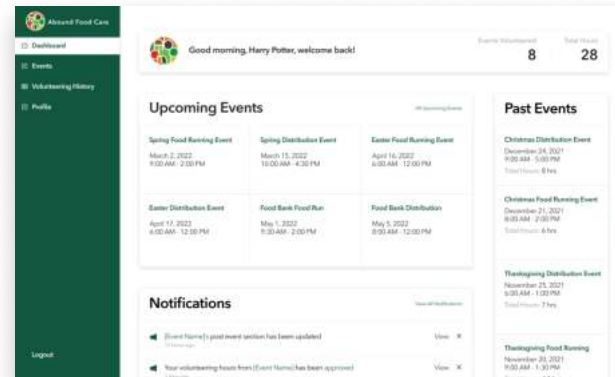 Abound Food Care
Dashboard
Events
Volunteering History
Profile
Logout
Good morning, Harry Potter, welcome back!
Events Volunteered
8
Total Hours
28
Upcoming Events
All Upcoming Events
Spring Food Running Event
March 2, 2022
9:00 AM - 2:00 PM
Spring Distribution Event
March 15, 2022
10:00 AM - 4:30 PM
Easter Food Running Event
April 16, 2022
6:00 AM - 12:00 PM
Easter Distribution Event
April 17, 2022
6:00 AM - 12:00 PM
Food Bank Food Run
May 1, 2022
9:30 AM - 2:00 PM
Food Bank Distribution
May 5, 2022
8:00 AM - 12:00 PM
Notifications
View All Notifications
[Event Name]'s post event section has been updated
View X
Your volunteering hours from [Event Name] has been approved
View X
Past Events
Christmas Distribution Event
December 24, 2021
9:00 AM - 5:00 PM
Total Hours: 8 hrs
Christmas Food Running Event
December 21, 2021
8:00 AM - 2:00 PM
Total Hours: 6 hrs
Thanksgiving Distribution Event
November 25, 2021
6:00 AM - 1:00 PM
Total Hours: 7 hrs
Thanksgiving Food Running
November 20, 2021
9:00 AM - 1:30 PM